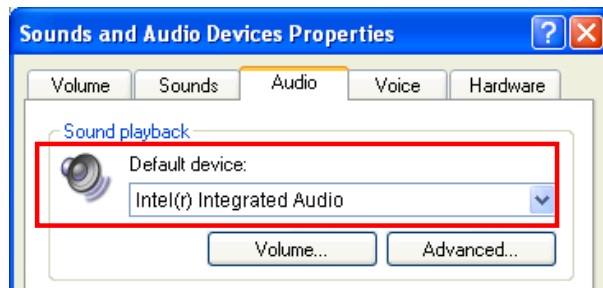 Sounds and Audio Devices Properties
Volume Sounds Audio Voice Hardware
Sound playback
Default device:
Intel(r) Integrated Audio
Volume... Advanced...